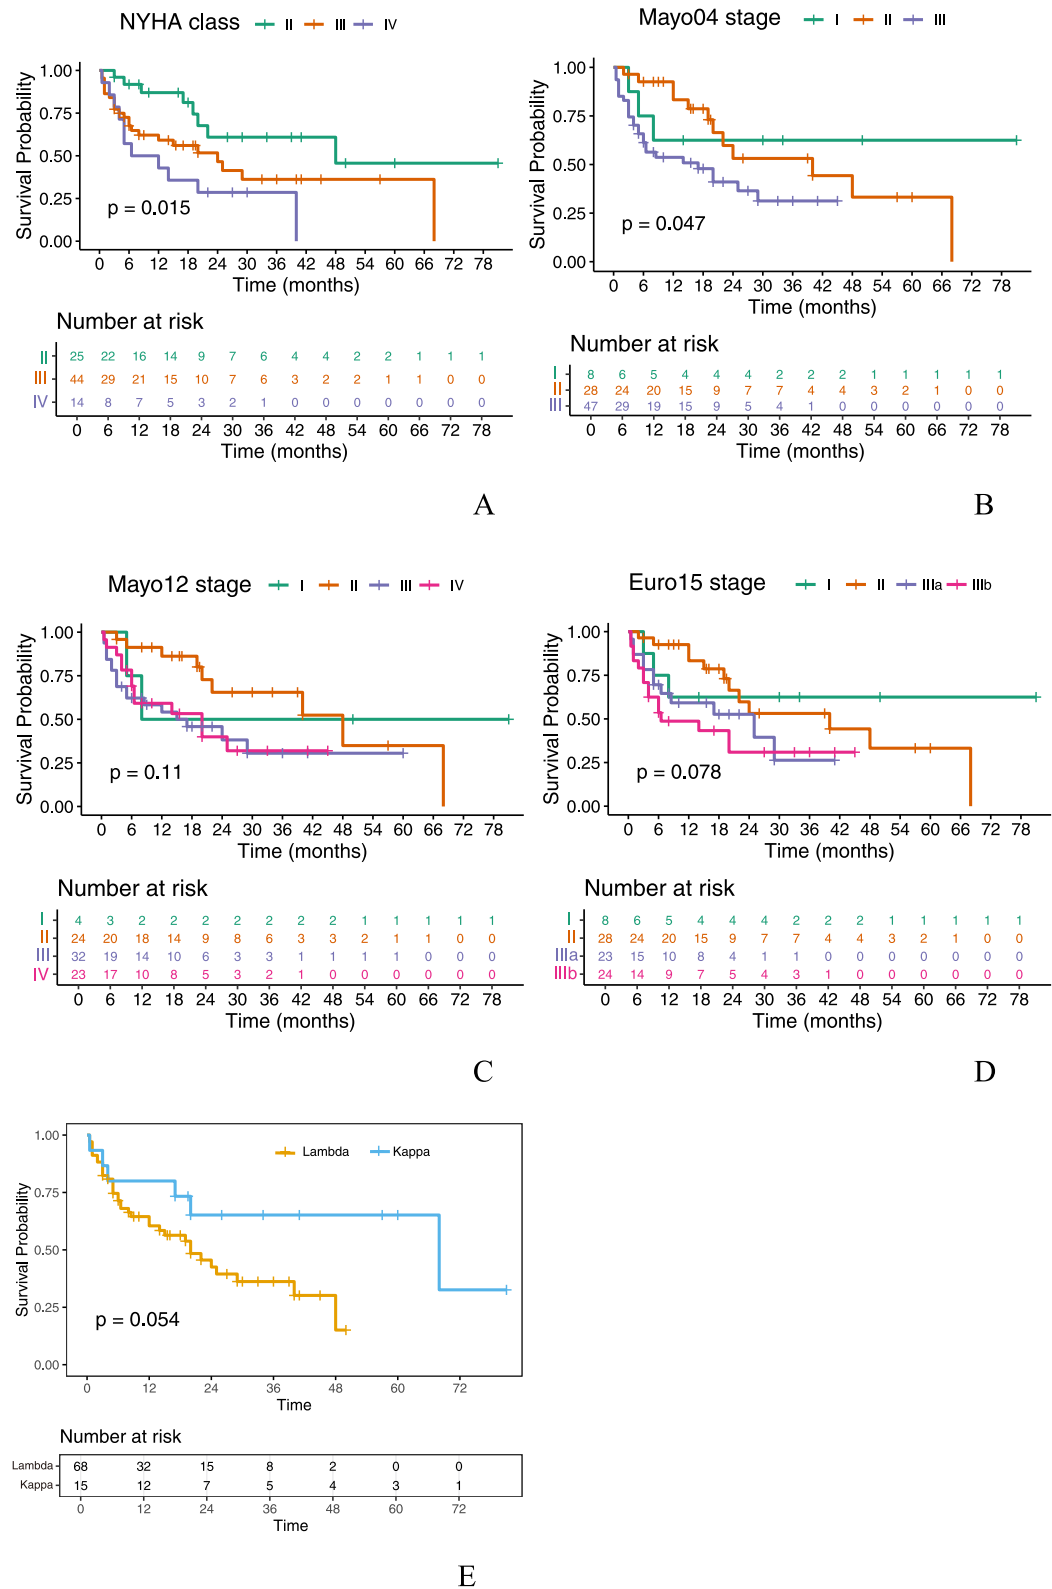 NYHA class II III IV
Survival Probability
1.00
0.75
0.50
0.25
0.00
p = 0.015
0 6 12 18 24 30 36 42 48 54 60 66 72 78
Time (months)
Number at risk
II 25 22 16 14 9 7 6 4 4 2 2 1 1 1
III 44 29 21 15 10 7 6 3 2 2 1 1 0 0
IV 14 8 7 5 3 2 1 0 0 0 0 0 0 0
0 6 12 18 24 30 36 42 48 54 60 66 72 78
Time (months)
A
Mayo04 stage I II III
Survival Probability
1.00
0.75
0.50
0.25
0.00
p = 0.047
0 6 12 18 24 30 36 42 48 54 60 66 72 78
Time (months)
Number at risk
I 8 6 5 4 4 4 2 2 2 1 1 1 1 1
II 28 24 20 15 9 7 7 4 4 3 2 1 0 0
III 47 29 19 15 9 5 4 1 0 0 0 0 0 0
0 6 12 18 24 30 36 42 48 54 60 66 72 78
Time (months)
B
Mayo12 stage I II III IV
Survival Probability
1.00
0.75
0.50
0.25
0.00
p = 0.11
0 6 12 18 24 30 36 42 48 54 60 66 72 78
Time (months)
Number at risk
I 4 3 2 2 2 2 2 2 2 1 1 1 1 1
II 24 20 18 14 9 8 6 3 3 2 1 1 0 0
III 32 19 14 10 6 3 3 1 1 1 1 0 0 0
IV 23 17 10 8 5 3 2 1 0 0 0 0 0 0
0 6 12 18 24 30 36 42 48 54 60 66 72 78
Time (months)
C
Euro15 stage I II IIIa IIIb
Survival Probability
1.00
0.75
0.50
0.25
0.00
p = 0.078
0 6 12 18 24 30 36 42 48 54 60 66 72 78
Time (months)
Number at risk
I 8 6 5 4 4 4 2 2 2 1 1 1 1 1
II 28 24 20 15 9 7 7 4 4 3 2 1 0 0
IIIa 23 15 10 8 4 1 1 0 0 0 0 0 0 0
IIIb 24 14 9 7 5 4 3 1 0 0 0 0 0 0
0 6 12 18 24 30 36 42 48 54 60 66 72 78
Time (months)
D
Lambda Kappa
Survival Probability
1.00
0.75
0.50
0.25
0.00
p = 0.054
0 12 24 36 48 60 72
Time
Number at risk
Lambda 68 32 15 8 2 0 0
Kappa 15 12 7 5 4 3 1
0 12 24 36 48 60 72
Time
E